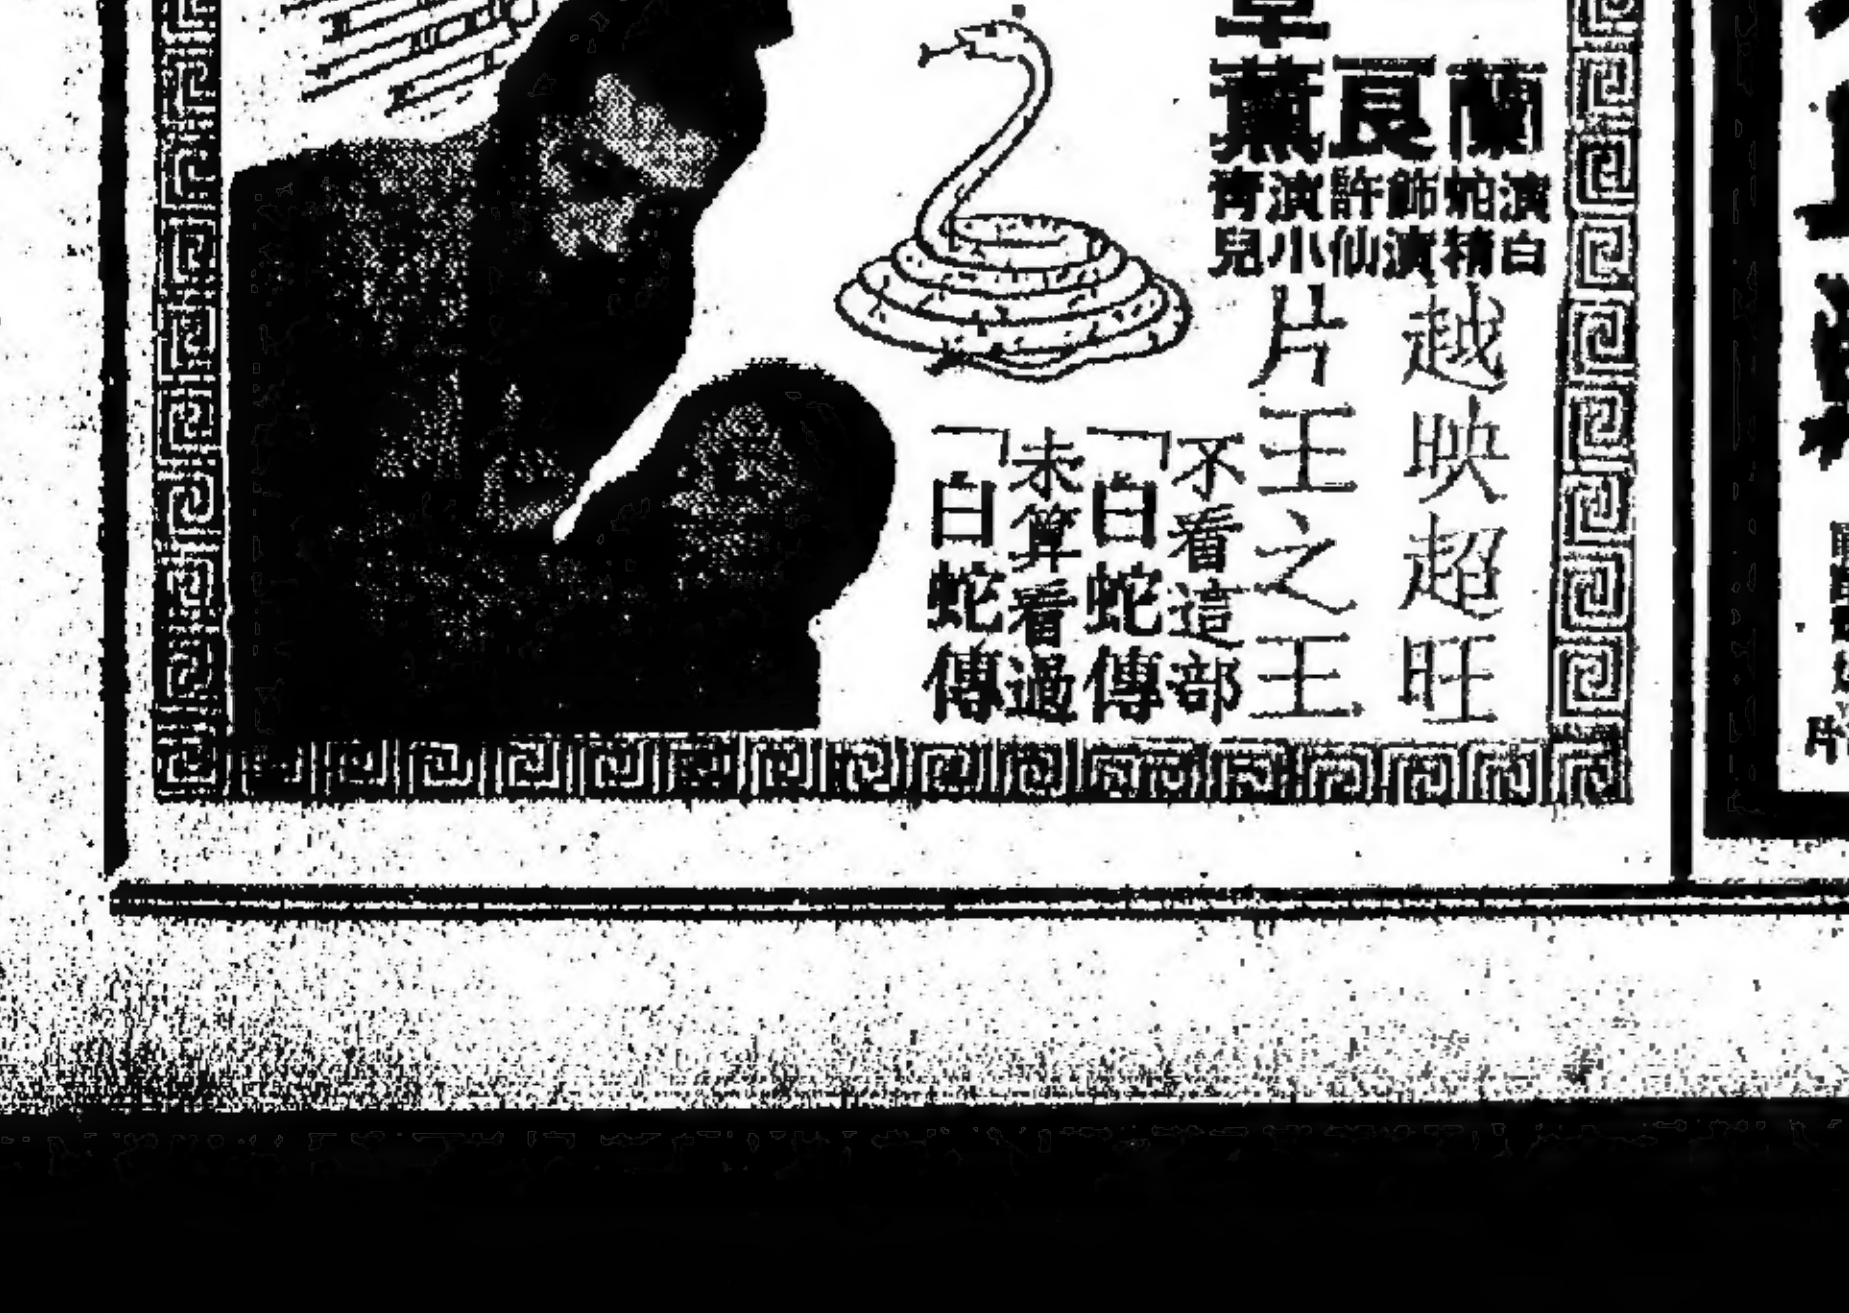 蘭
演白
蛇精
良
飾演
許仙
薰
演小
青兒
越映超旺
片王之王
不看這部
「白蛇傳
未算看過
「白蛇傳